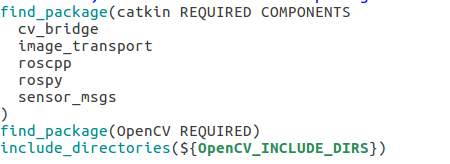 find_package(catkin REQUIRED COMPONENTS
  cv_bridge
  image_transport
  roscpp
  rospy
  sensor_msgs
)
find_package(OpenCV REQUIRED)
include_directories(${OpenCV_INCLUDE_DIRS})